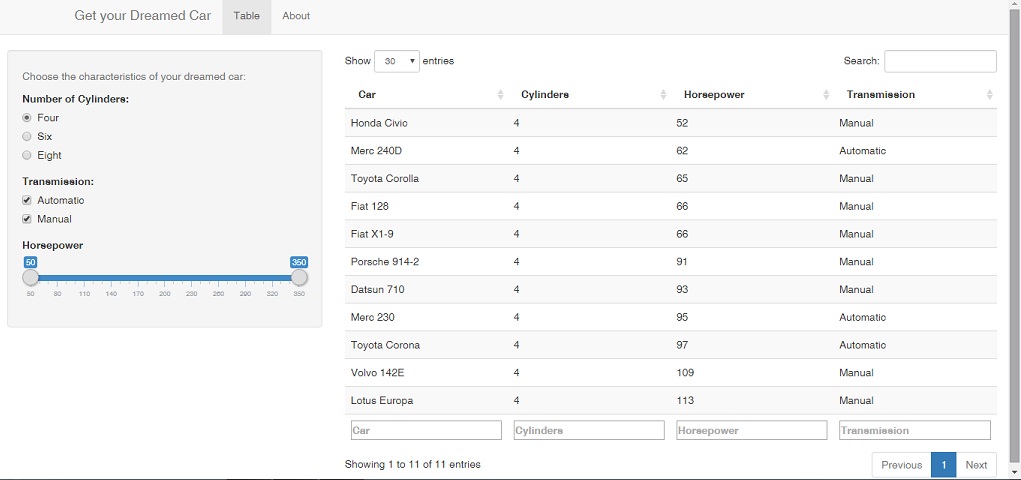 Get your Dreamed Car Table About
Choose the characteristics of your dreamed car:
Number of Cylinders:
Four
Six
Eight
Transmission:
Automatic
Manual
Horsepower
50 350
50 80 110 140 170 200 230 260 290 320 350
Show 30 entries Search:
Car Cylinders Horsepower Transmission
Honda Civic 4 52 Manual
Merc 240D 4 62 Automatic
Toyota Corolla 4 65 Manual
Fiat 128 4 66 Manual
Fiat X1-9 4 66 Manual
Porsche 914-2 4 91 Manual
Datsun 710 4 93 Manual
Merc 230 4 95 Automatic
Toyota Corona 4 97 Automatic
Volvo 142E 4 109 Manual
Lotus Europa 4 113 Manual
Car Cylinders Horsepower Transmission
Showing 1 to 11 of 11 entries Previous 1 Next